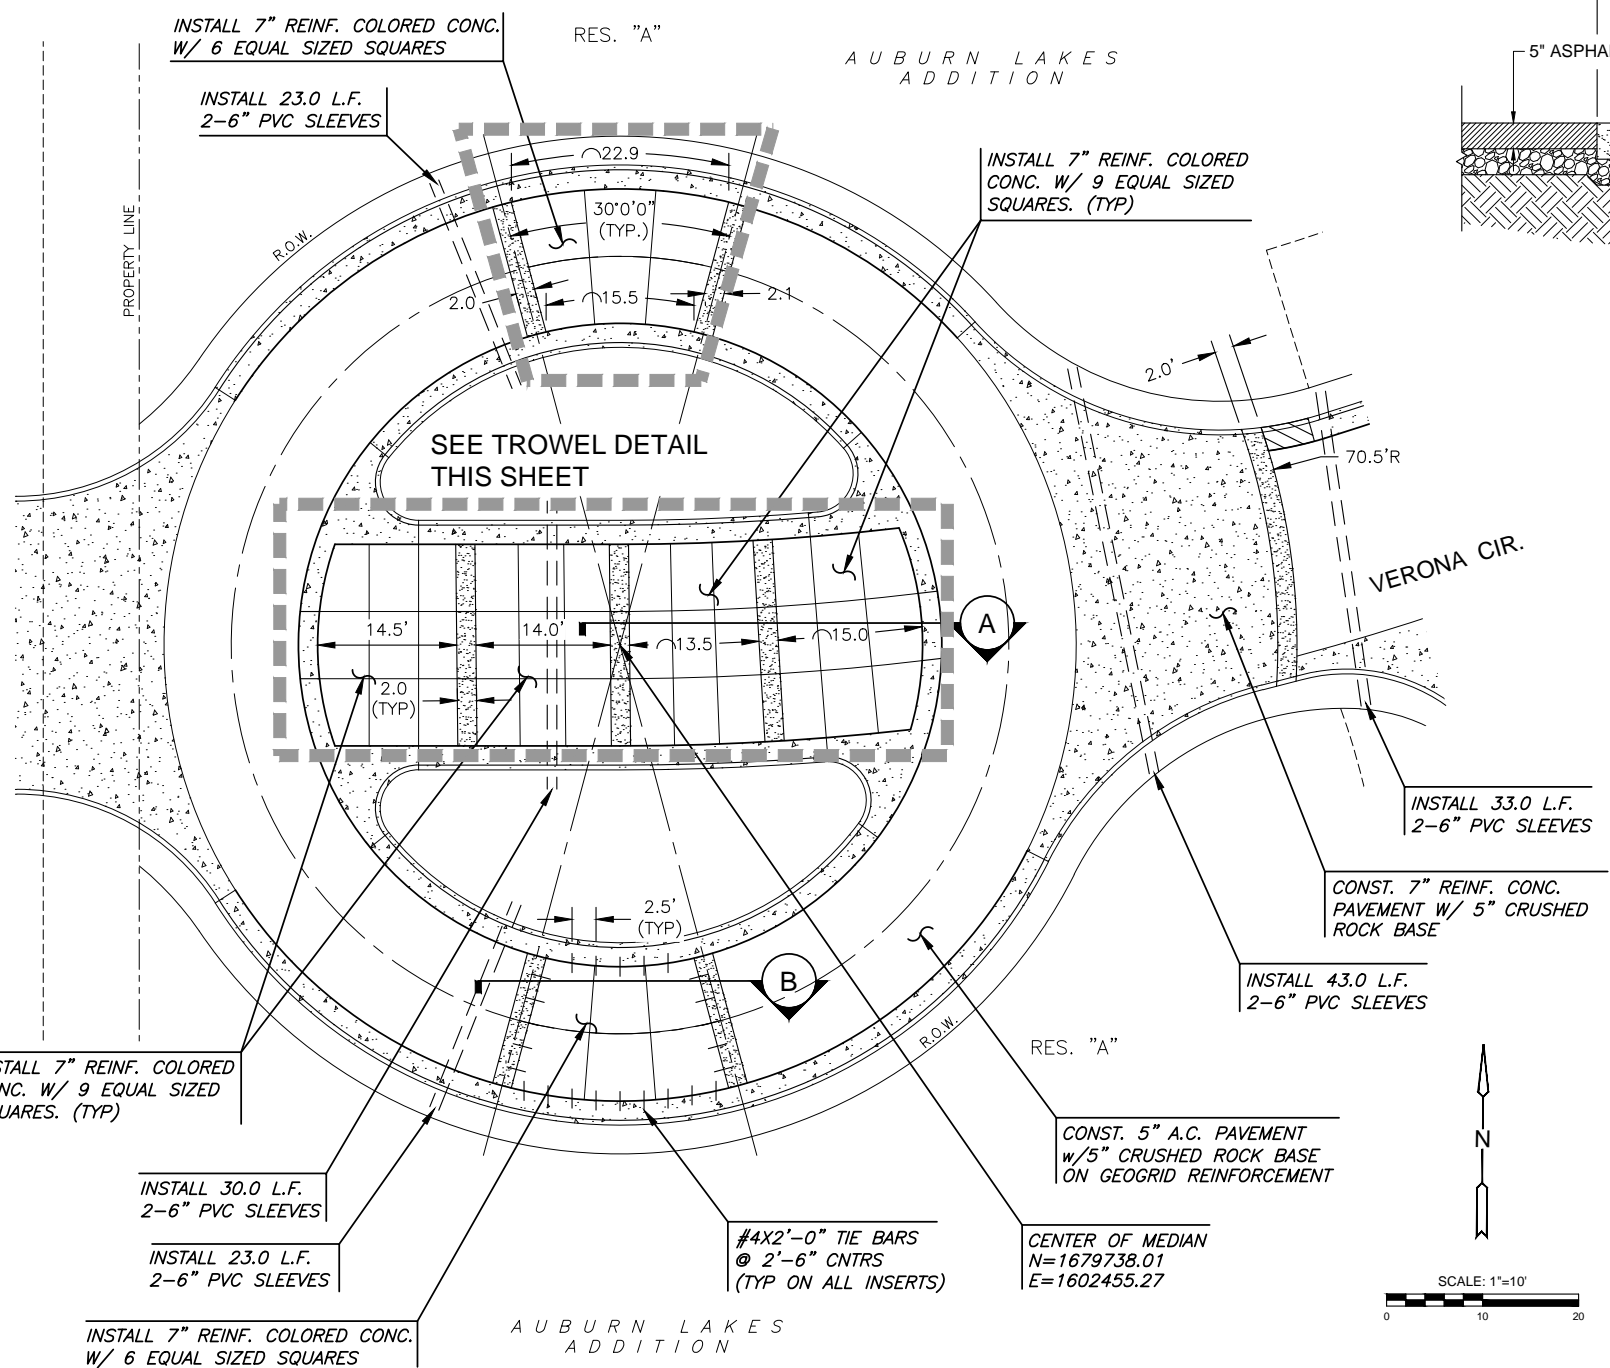 INSTALL 7” REINF. COLORED CONC.
W/ 6 EQUAL SIZED SQUARES
RES. ”A”
AUBURN LAKES
ADDITION
5" ASPHA
INSTALL 23.0 L.F.
2–6” PVC SLEEVES
22.9
INSTALL 7” REINF. COLORED
CONC. W/ 9 EQUAL SIZED
SQUARES. (TYP)
30°0’0”
(TYP.)
PROPERTY LINE
R.O.W.
2.0
15.5
2.1
2.0’
SEE TROWEL DETAIL
THIS SHEET
70.5’R
VERONA CIR.
14.5’
14.0’
13.5
15.0
A
2.0
(TYP)
INSTALL 33.0 L.F.
2–6” PVC SLEEVES
CONST. 7” REINF. CONC.
PAVEMENT W/ 5” CRUSHED
ROCK BASE
2.5’
(TYP)
B
INSTALL 43.0 L.F.
2–6” PVC SLEEVES
R.O.W.
RES. ”A”
STALL 7” REINF. COLORED
NC. W/ 9 EQUAL SIZED
UARES. (TYP)
CONST. 5” A.C. PAVEMENT
w/5” CRUSHED ROCK BASE
ON GEOGRID REINFORCEMENT
N
INSTALL 30.0 L.F.
2–6” PVC SLEEVES
INSTALL 23.0 L.F.
2–6” PVC SLEEVES
#4X2’–0” TIE BARS
@ 2’–6” CNTRS
(TYP ON ALL INSERTS)
CENTER OF MEDIAN
N=1679738.01
E=1602455.27
SCALE: 1"=10'
0 10 20
INSTALL 7” REINF. COLORED CONC.
W/ 6 EQUAL SIZED SQUARES
AUBURN LAKES
ADDITION